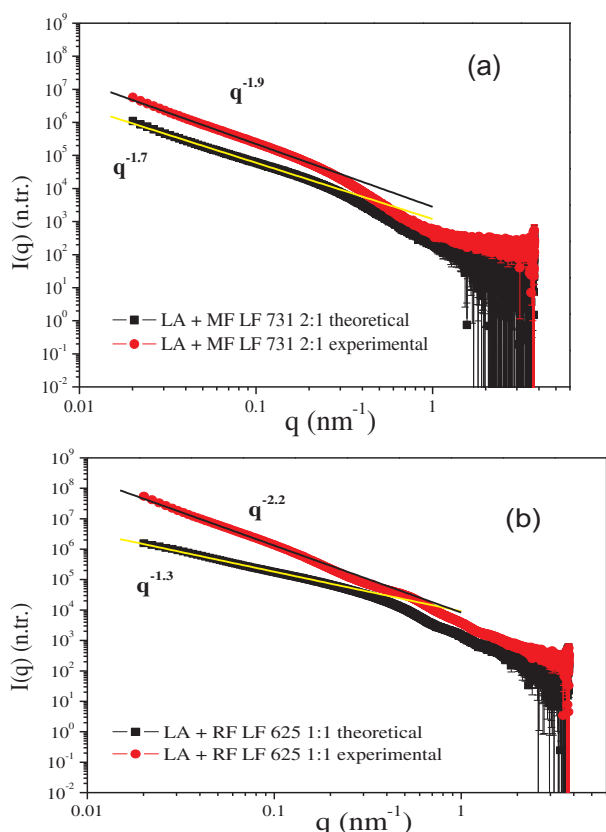 (a)
10^9
10^8
10^7
10^6
10^5
10^4
10^3
10^2
10^1
10^0
10^-1
10^-2
I(q) (n.tr.)
q^-1.9
q^-1.7
LA + MF LF 731 2:1 theoretical
LA + MF LF 731 2:1 experimental
0.01 0.1 1
q (nm^-1)
(b)
10^9
10^8
10^7
10^6
10^5
10^4
10^3
10^2
10^1
10^0
10^-1
10^-2
I(q) (n.tr.)
q^-2.2
q^-1.3
LA + RF LF 625 1:1 theoretical
LA + RF LF 625 1:1 experimental
0.01 0.1 1
q (nm^-1)